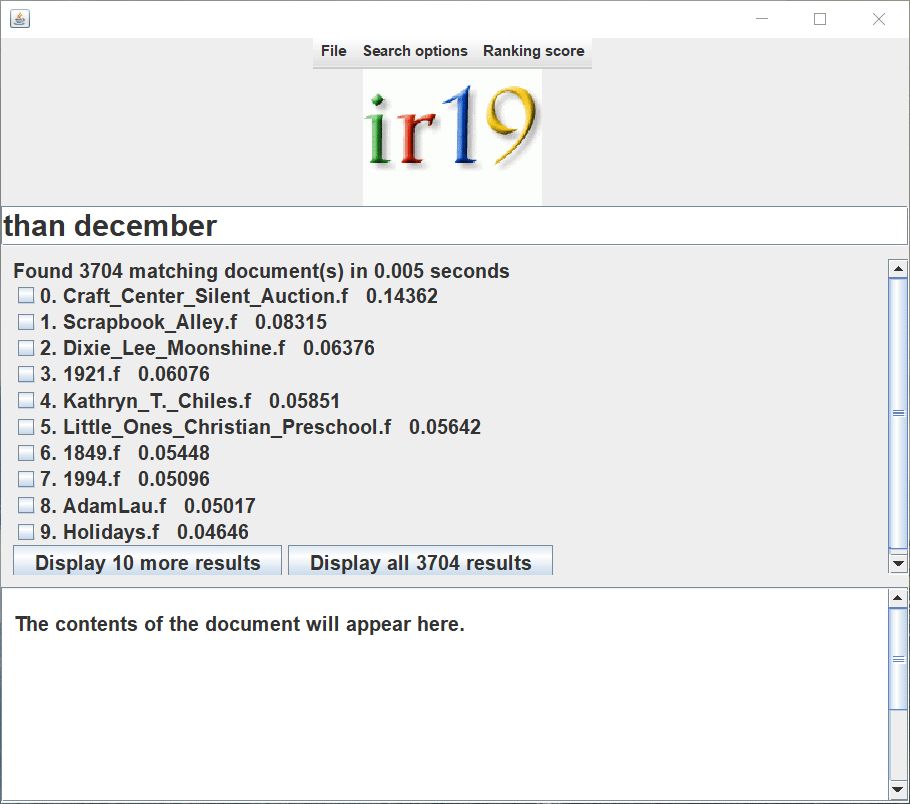 File Search options Ranking score
ir19
than december
Found 3704 matching document(s) in 0.005 seconds
0. Craft_Center_Silent_Auction.f 0.14362
1. Scrapbook_Alley.f 0.08315
2. Dixie_Lee_Moonshine.f 0.06376
3. 1921.f 0.06076
4. Kathryn_T._Chiles.f 0.05851
5. Little_Ones_Christian_Preschool.f 0.05642
6. 1849.f 0.05448
7. 1994.f 0.05096
8. AdamLau.f 0.05017
9. Holidays.f 0.04646
Display 10 more results Display all 3704 results
The contents of the document will appear here.